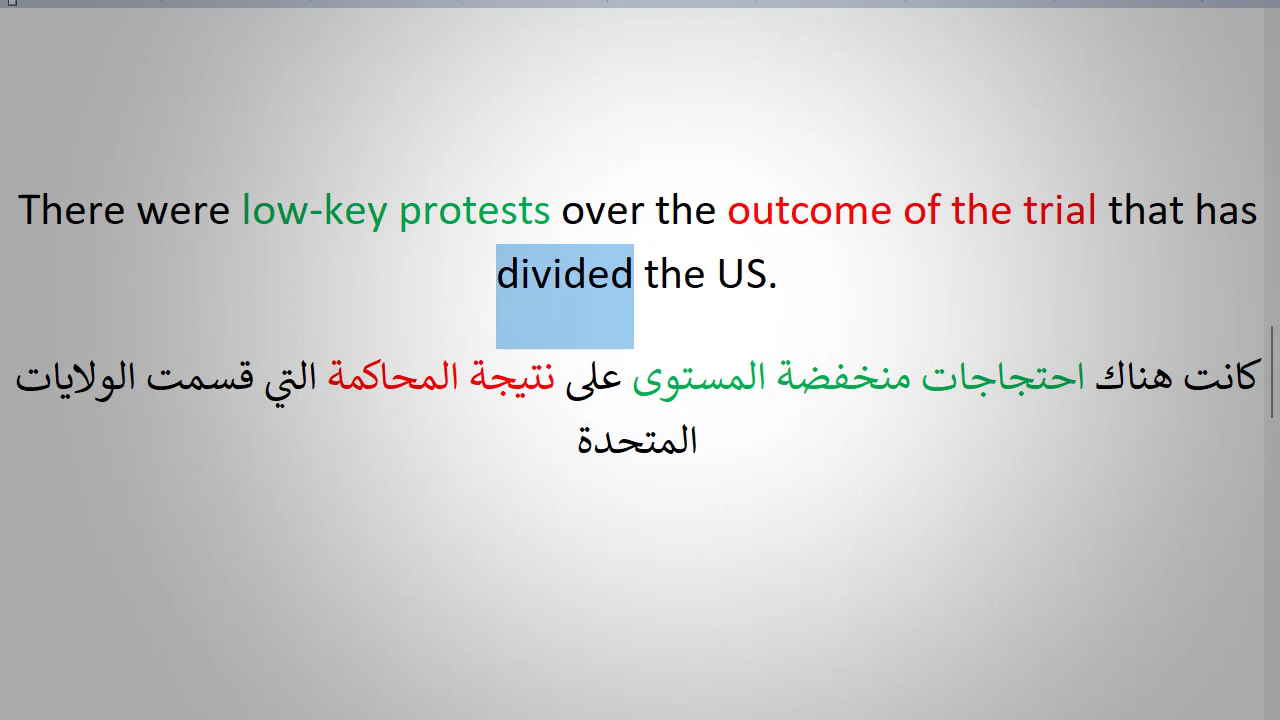 There were low-key protests over the outcome of the trial that has
divided the US.
كانت هناك احتجاجات منخفضة المستوى على نتيجة المحاكمة التي قسمت الولايات
المتحدة